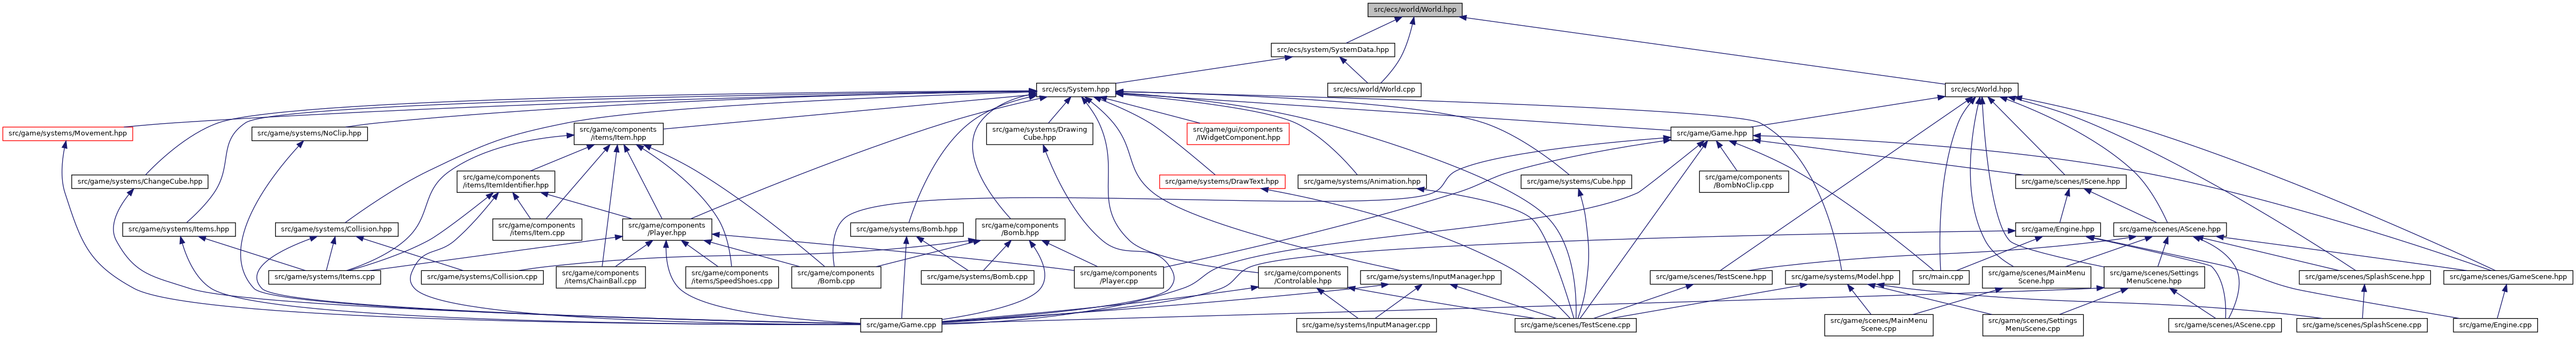 src/ecs/world/World.hpp
src/ecs/system/SystemData.hpp
src/ecs/System.hpp
src/ecs/world/World.cpp
src/ecs/World.hpp
src/game/systems/Movement.hpp
src/game/systems/NoClip.hpp
src/game/components
/items/Item.hpp
src/game/systems/Drawing
Cube.hpp
src/game/gui/components
/IWidgetComponent.hpp
src/game/Game.hpp
src/game/systems/ChangeCube.hpp
src/game/components
/items/ItemIdentifier.hpp
src/game/systems/DrawText.hpp
src/game/systems/Animation.hpp
src/game/systems/Cube.hpp
src/game/components
/BombNoClip.cpp
src/game/scenes/IScene.hpp
src/game/systems/Items.hpp
src/game/systems/Collision.hpp
src/game/components
/items/Item.cpp
src/game/components
/Player.hpp
src/game/systems/Bomb.hpp
src/game/components
/Bomb.hpp
src/game/Engine.hpp
src/game/scenes/AScene.hpp
src/game/systems/Items.cpp
src/game/systems/Collision.cpp
src/game/components
/items/ChainBall.cpp
src/game/components
/items/SpeedShoes.cpp
src/game/components
/Bomb.cpp
src/game/systems/Bomb.cpp
src/game/components
/Player.cpp
src/game/components
/Controlable.hpp
src/game/systems/InputManager.hpp
src/game/scenes/TestScene.hpp
src/game/systems/Model.hpp
src/main.cpp
src/game/scenes/MainMenu
Scene.hpp
src/game/scenes/Settings
MenuScene.hpp
src/game/scenes/SplashScene.hpp
src/game/scenes/GameScene.hpp
src/game/Game.cpp
src/game/systems/InputManager.cpp
src/game/scenes/TestScene.cpp
src/game/scenes/MainMenu
Scene.cpp
src/game/scenes/Settings
MenuScene.cpp
src/game/scenes/AScene.cpp
src/game/scenes/SplashScene.cpp
src/game/Engine.cpp